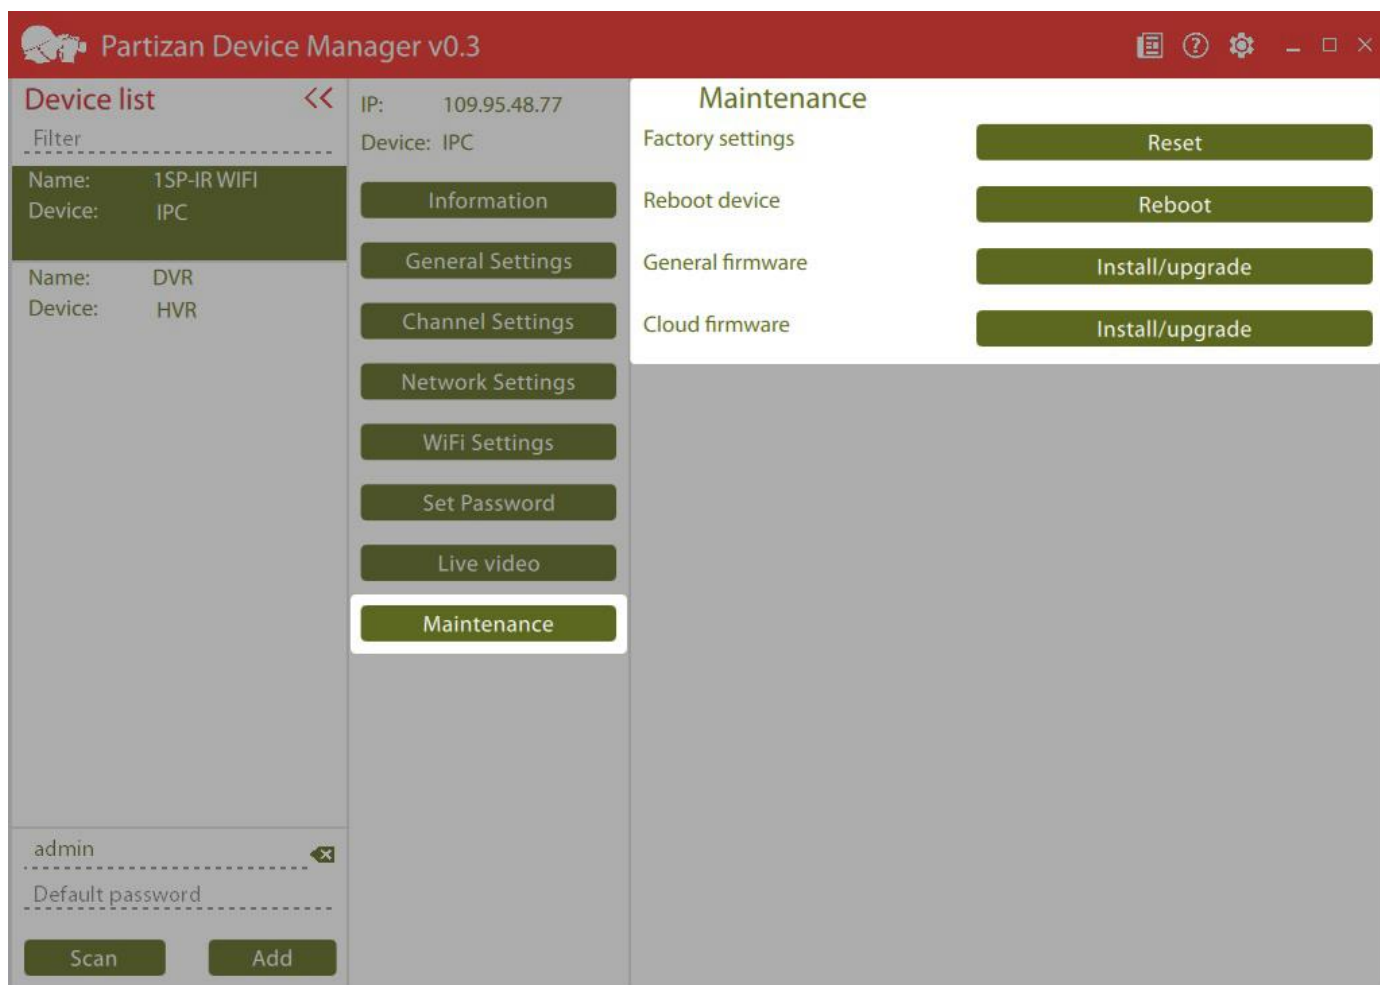 Partizan Device Manager v0.3
Device list <<
Filter
Name: 1SP-IR WIFI
Device: IPC
Name: DVR
Device: HVR
admin
Default password
Scan Add
IP: 109.95.48.77
Device: IPC
Information
General Settings
Channel Settings
Network Settings
WiFi Settings
Set Password
Live video
Maintenance
Maintenance
Factory settings Reset
Reboot device Reboot
General firmware Install/upgrade
Cloud firmware Install/upgrade